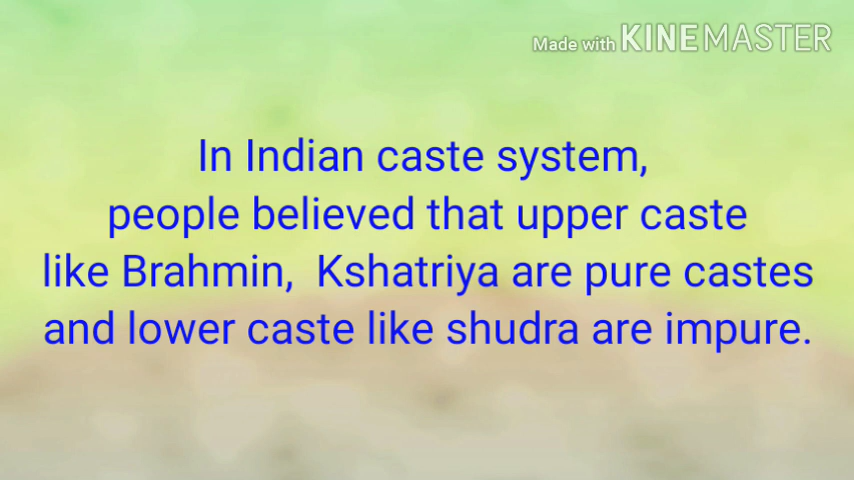 Made with KINEMASTER
In Indian caste system,
people believed that upper caste
like Brahmin,  Kshatriya are pure castes
and lower caste like shudra are impure.